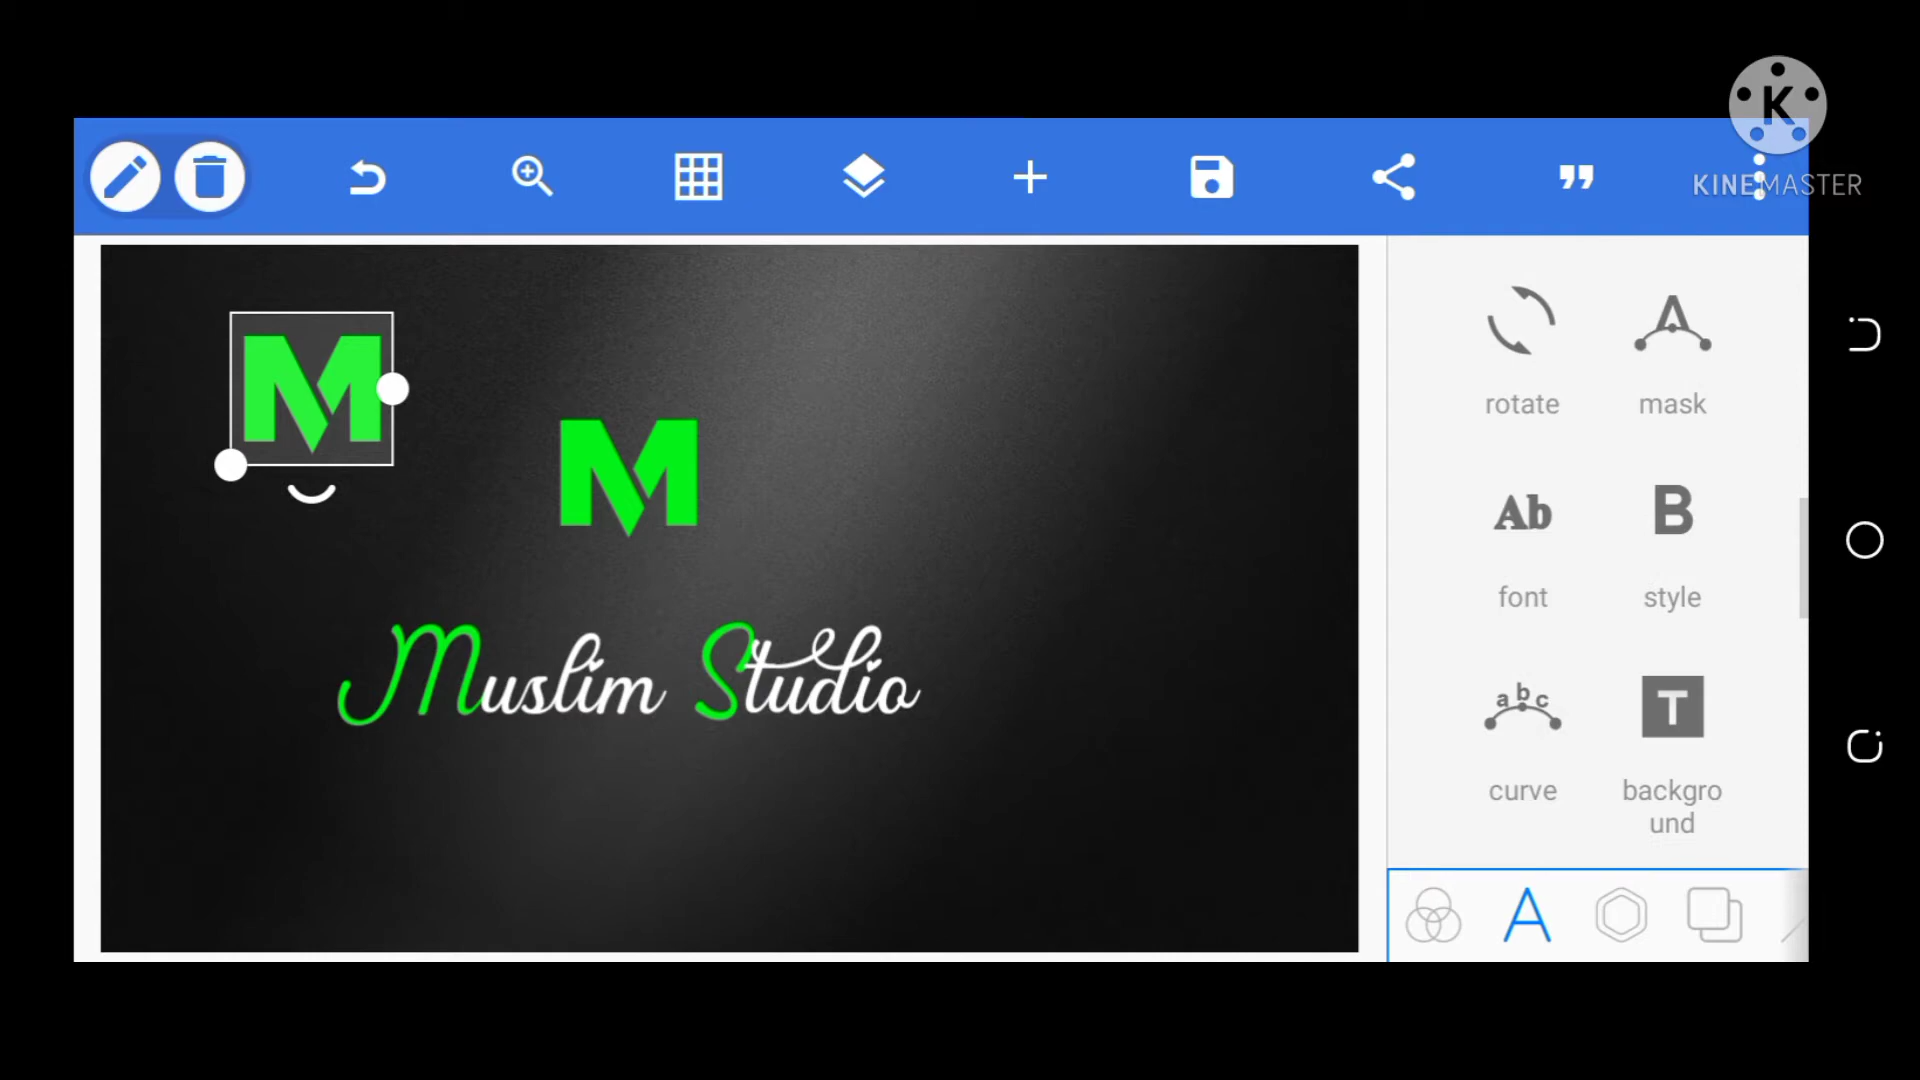 K
KINEMASTER
M
M
Muslim Studio
rotate
mask
Ab
B
font
style
abc
T
curve
backgro
und
A